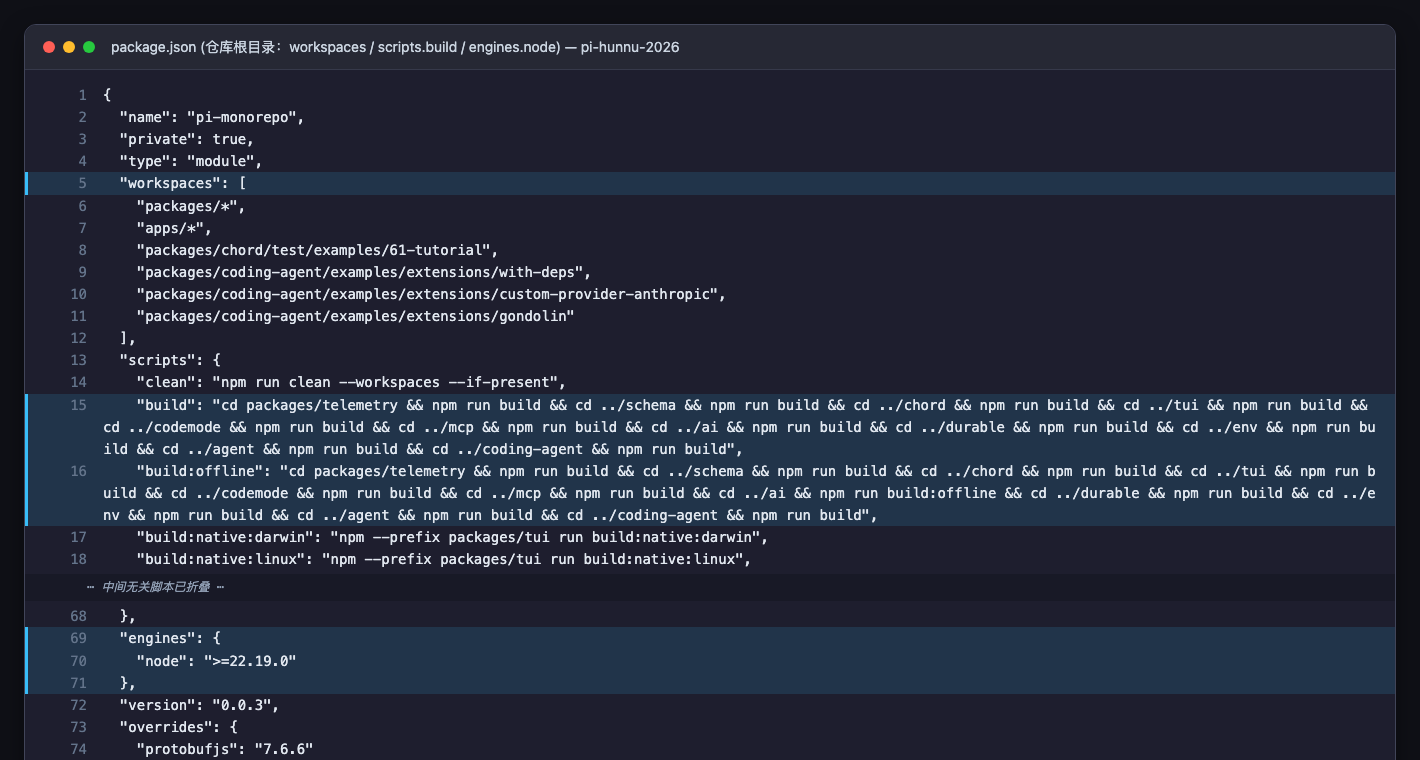 package.json (仓库根目录：workspaces / scripts.build / engines.node) — pi-hunnu-2026
1 {
2   "name": "pi-monorepo",
3   "private": true,
4   "type": "module",
5   "workspaces": [
6     "packages/*",
7     "apps/*",
8     "packages/chord/test/examples/61-tutorial",
9     "packages/coding-agent/examples/extensions/with-deps",
10     "packages/coding-agent/examples/extensions/custom-provider-anthropic",
11     "packages/coding-agent/examples/extensions/gondolin"
12   ],
13   "scripts": {
14     "clean": "npm run clean --workspaces --if-present",
15     "build": "cd packages/telemetry && npm run build && cd ../schema && npm run build && cd ../chord && npm run build && cd ../tui && npm run build &&
cd ../codemode && npm run build && cd ../mcp && npm run build && cd ../ai && npm run build && cd ../durable && npm run build && cd ../env && npm run bu
ild && cd ../agent && npm run build && cd ../coding-agent && npm run build",
16     "build:offline": "cd packages/telemetry && npm run build && cd ../schema && npm run build && cd ../chord && npm run build && cd ../tui && npm run b
uild && cd ../codemode && npm run build && cd ../mcp && npm run build && cd ../ai && npm run build:offline && cd ../durable && npm run build && cd ../e
nv && npm run build && cd ../agent && npm run build && cd ../coding-agent && npm run build",
17     "build:native:darwin": "npm --prefix packages/tui run build:native:darwin",
18     "build:native:linux": "npm --prefix packages/tui run build:native:linux",
⋯ 中间无关脚本已折叠 ⋯
68   },
69   "engines": {
70     "node": ">=22.19.0"
71   },
72   "version": "0.0.3",
73   "overrides": {
74     "protobufjs": "7.6.6"